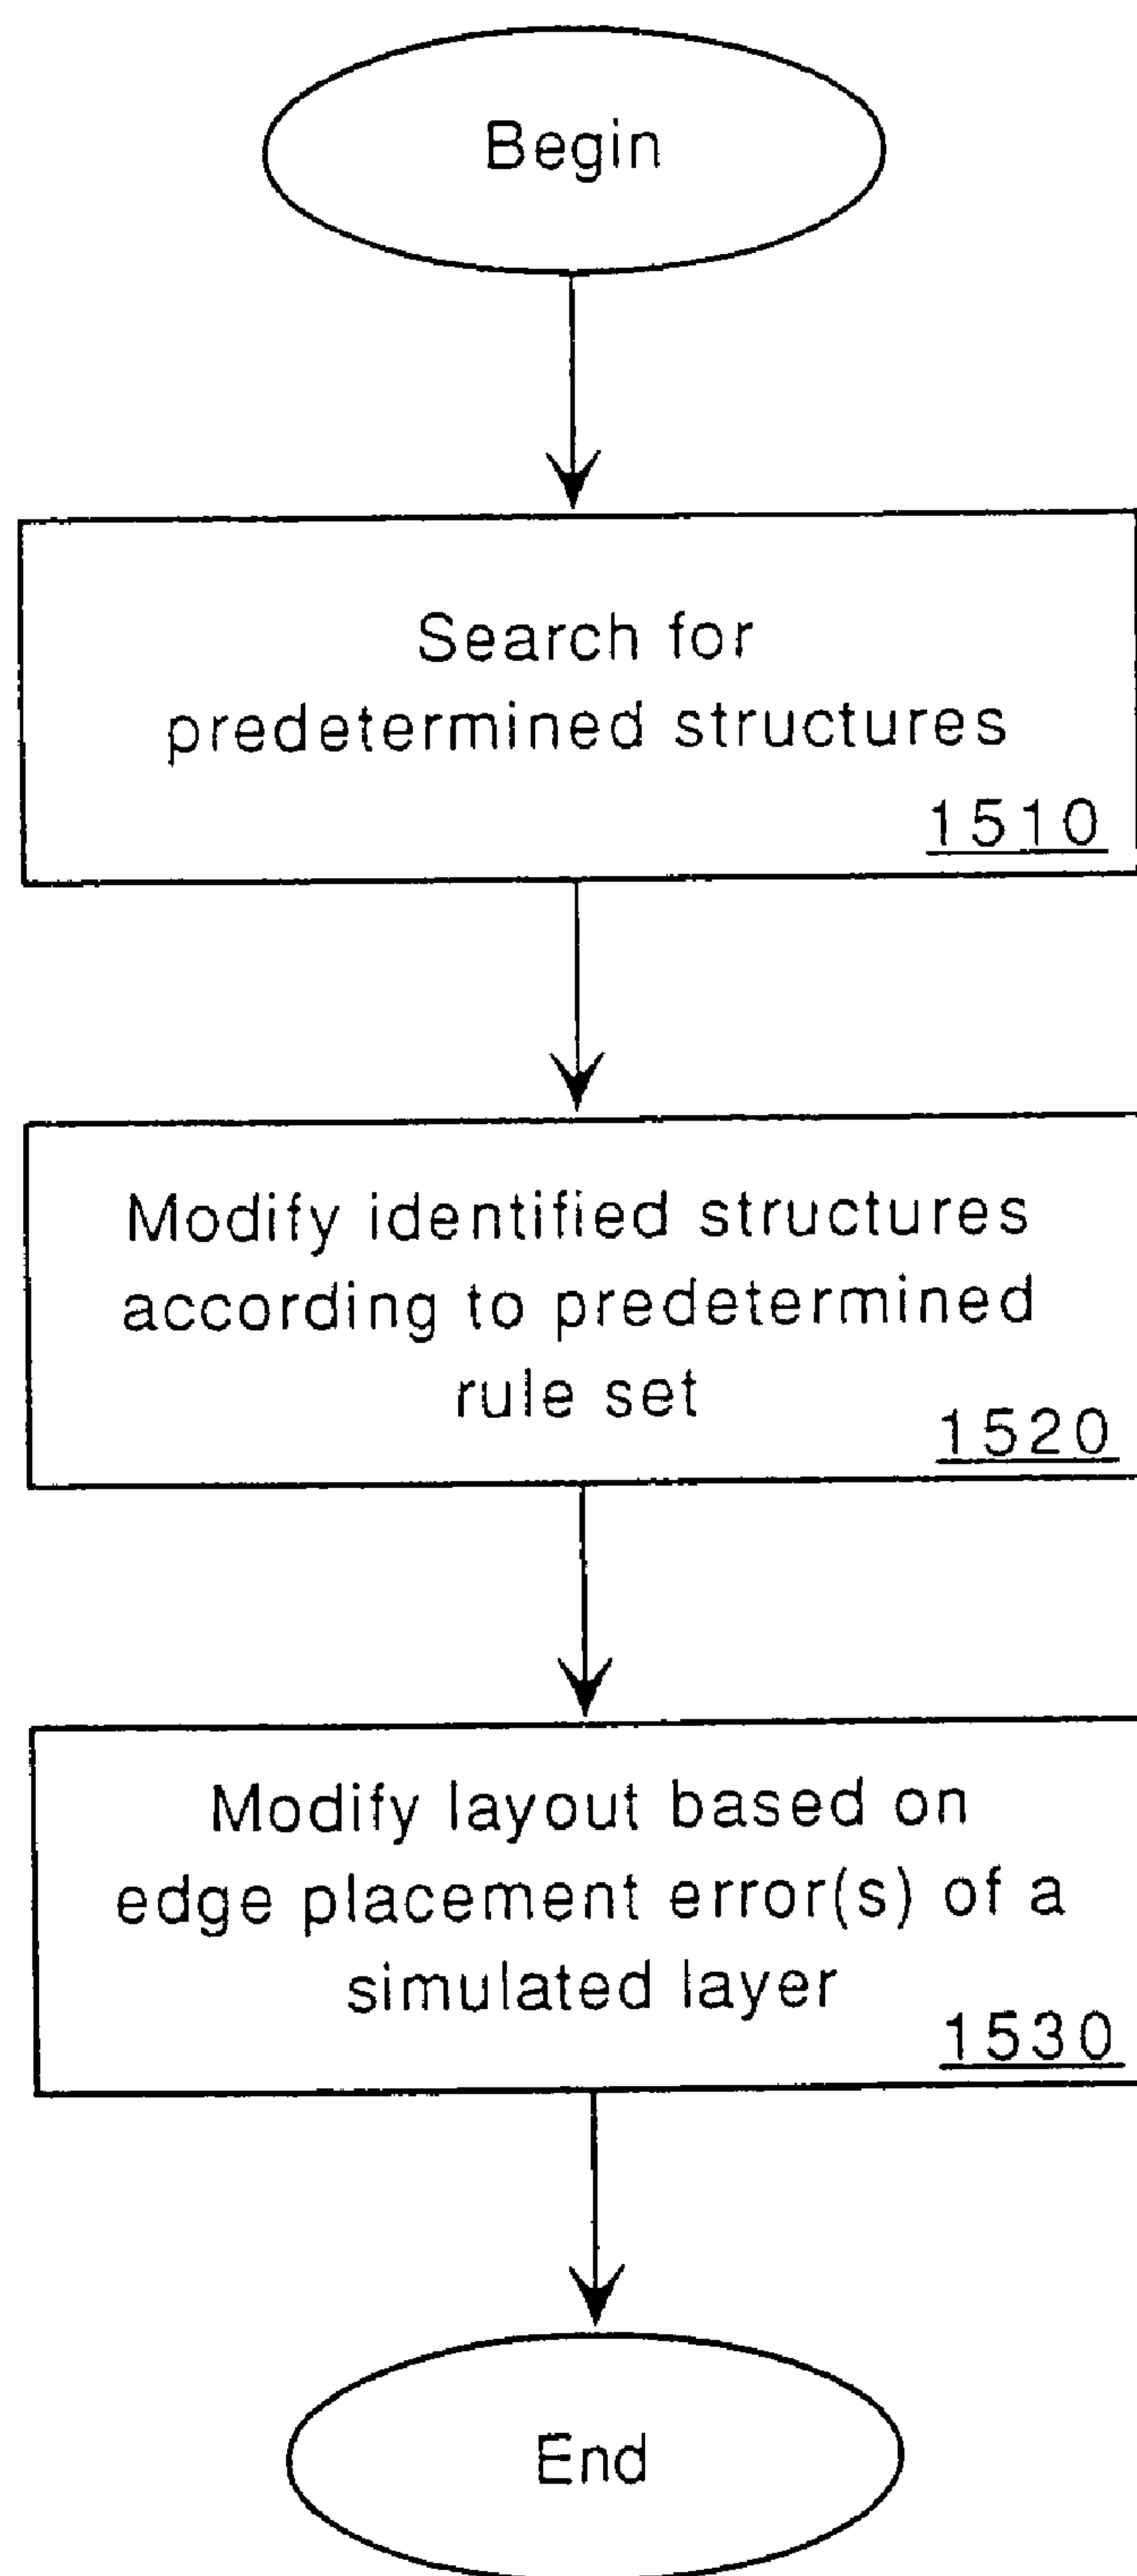 Begin
Search for
predetermined structures
1510
Modify identified structures
according to predetermined
rule set
1520
Modify layout based on
edge placement error(s) of a
simulated layer
1530
End